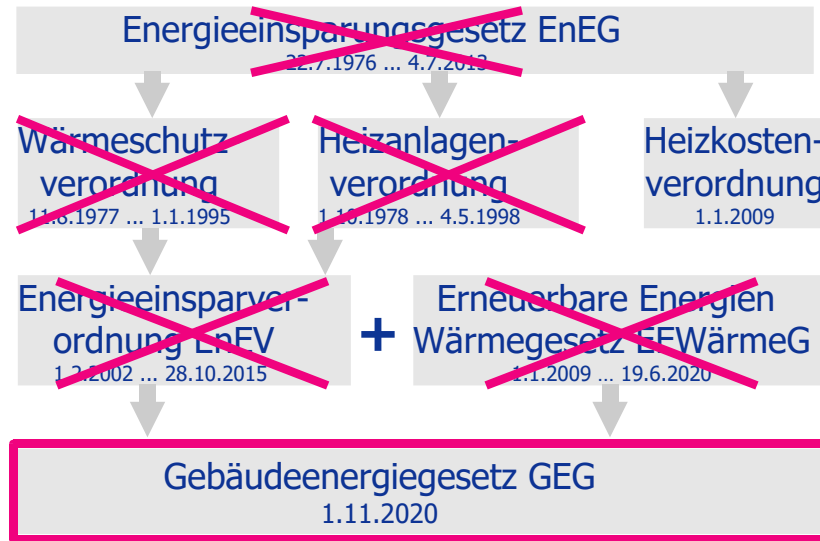 Energieeinsparungsgesetz EnEG
22.7.1976 ... 4.7.2013
Wärmeschutz-
verordnung
11.8.1977 ... 1.1.1995
Heizanlagen-
verordnung
1.10.1978 ... 4.5.1998
Heizkosten-
verordnung
1.1.2009
Energieeinsparver-
ordnung EnEV
1.2.2002 ... 28.10.2015
+
Erneuerbare Energien
Wärmegesetz EEWärmeG
1.1.2009 ... 19.6.2020
Gebäudeenergiegesetz GEG
1.11.2020